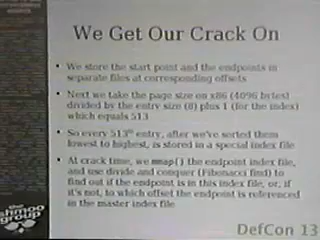 We Get Our Crack On
• We store the start point and the endpoints in
separate files at corresponding offsets
• Next we take the page size on x86 (4096 bytes)
divided by the entry size (8) plus 1 (for the index)
which equals 513
• So every 513th entry, after we've sorted them
lowest to highest, is stored in a special index file
• At crack time, we mmap() the endpoint index file,
and use divide and conquer (Fibonacci find) to
find out if the endpoint is in this index file, or, if
it's not, to which offset the endpoint is referenced
in the master index file
the
shmoo
group
DefCon 13